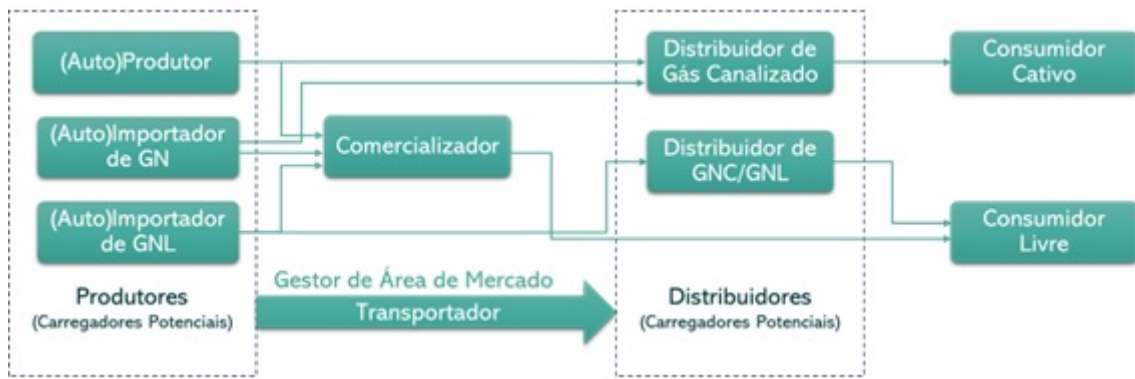 (Auto)Produtor
(Auto)Importador
de GN
(Auto)Importador
de GNL
Produtores
(Carregadores Potenciais)
Comercializador
Gestor de Área de Mercado
Transportador
Distribuidor de
Gás Canalizado
Distribuidor de
GNC/GNL
Distribuidores
(Carregadores Potenciais)
Consumidor
Cativo
Consumidor
Livre